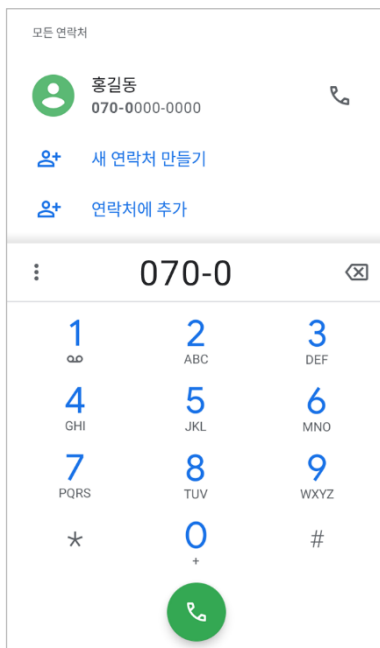 모든 연락처
홍길동
070-0000-0000
새 연락처 만들기
연락처에 추가
070-0
1 2 3
ABC DEF
4 5 6
GHI JKL MNO
7 8 9
PQRS TUV WXYZ
* 0 #
+